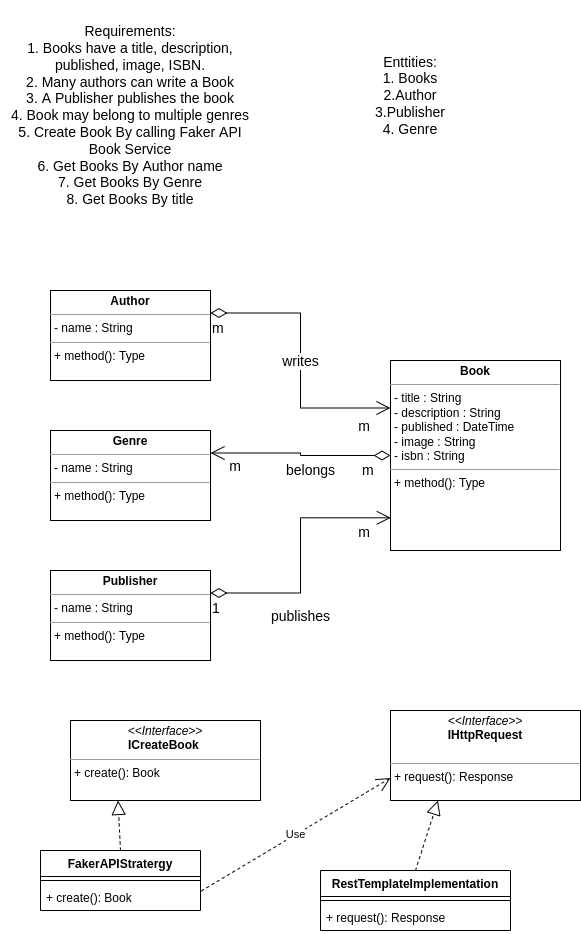 Requirements:
1. Books have a title, description,
published, image, ISBN.
2. Many authors can write a Book
3. A Publisher publishes the book
4. Book may belong to multiple genres
5. Create Book By calling Faker API
Book Service
6. Get Books By Author name
7. Get Books By Genre
8. Get Books By title
Enttities:
1. Books
2.Author
3.Publisher
4. Genre
Author
- name : String
+ method(): Type
m
writes
m
Book
- title : String
- description : String
- published : DateTime
- image : String
- isbn : String
+ method(): Type
Genre
- name : String
+ method(): Type
m
belongs
m
Publisher
- name : String
+ method(): Type
1
publishes
m
<<Interface>>
ICreateBook
+ create(): Book
<<Interface>>
IHttpRequest
+ request(): Response
Use
FakerAPIStratergy
+ create(): Book
RestTemplateImplementation
+ request(): Response